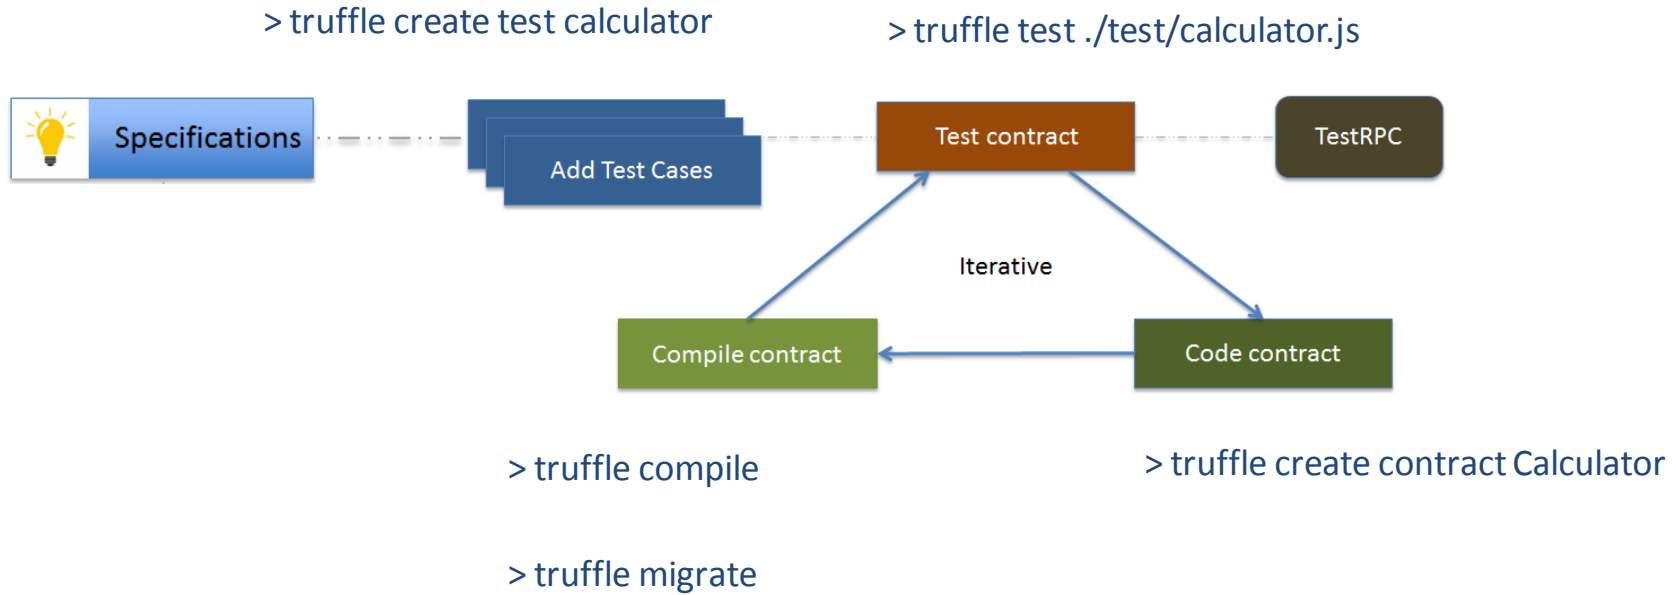 > truffle create test calculator
> truffle test ./test/calculator.js
Specifications
Add Test Cases
Test contract
TestRPC
Iterative
Compile contract
Code contract
> truffle compile
> truffle create contract Calculator
> truffle migrate